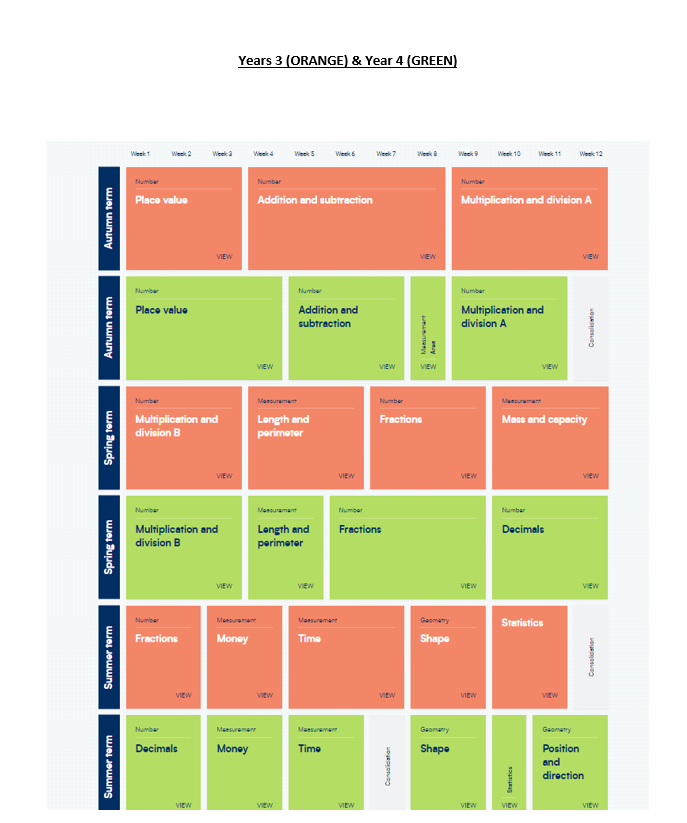 Years 3 (ORANGE) & Year 4 (GREEN)
Week 1 Week 2 Week 3 Week 4 Week 5 Week 6 Week 7 Week 8 Week 9 Week 10 Week 11 Week 12
Autumn term
Number
Place value
VIEW
Number
Addition and subtraction
VIEW
Number
Multiplication and division A
VIEW
Autumn term
Number
Place value
VIEW
Number
Addition and
subtraction
VIEW
Measurement
Area
VIEW
Number
Multiplication and
division A
VIEW
Consolidation
Spring term
Number
Multiplication and
division B
VIEW
Measurement
Length and
perimeter
VIEW
Number
Fractions
VIEW
Measurement
Mass and capacity
VIEW
Spring term
Number
Multiplication and
division B
VIEW
Measurement
Length and
perimeter
VIEW
Number
Fractions
VIEW
Number
Decimals
VIEW
Summer term
Number
Fractions
VIEW
Measurement
Money
VIEW
Measurement
Time
VIEW
Geometry
Shape
VIEW
Statistics
VIEW
Consolidation
Summer term
Number
Decimals
VIEW
Measurement
Money
VIEW
Measurement
Time
VIEW
Consolidation
Geometry
Shape
VIEW
Statistics
VIEW
Geometry
Position
and
direction
VIEW